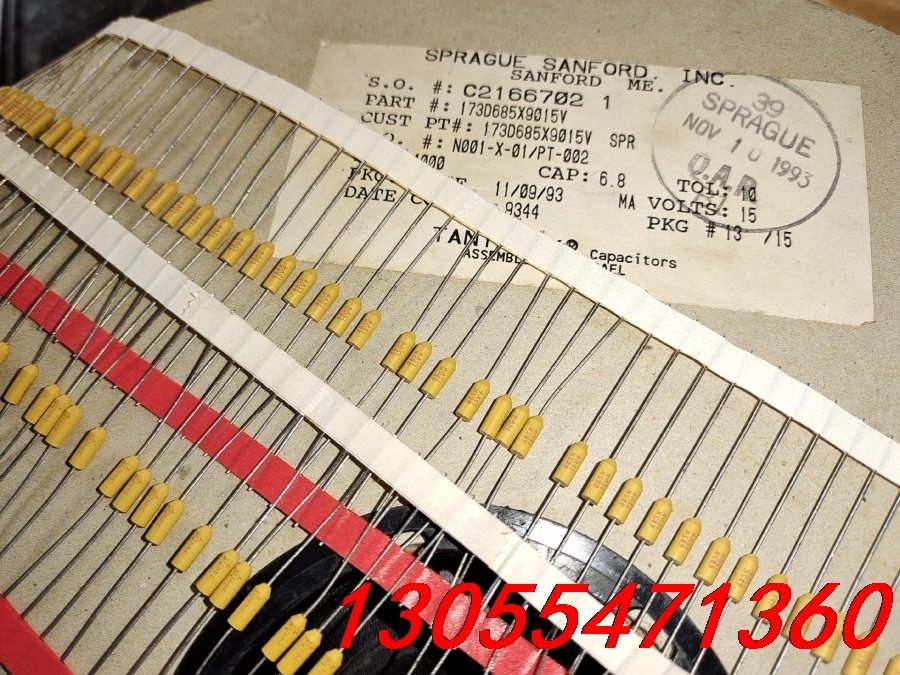 SPRAGUE SANFORD, INC.
SANFORD ME.
S.O. #: C2166702 1
PART #: 173D685X9015V
CUST PT#: 173D685X9015V SPR
.O. #: N001-X-01/PT-002
CAP: 6.8 TOL: 10
11/09/93 MA VOLTS: 15
DATE 9344 PKG # 13 /15
Capacitors
39
SPRAGUE
NOV 10 1993
Q.A.R
13055471360